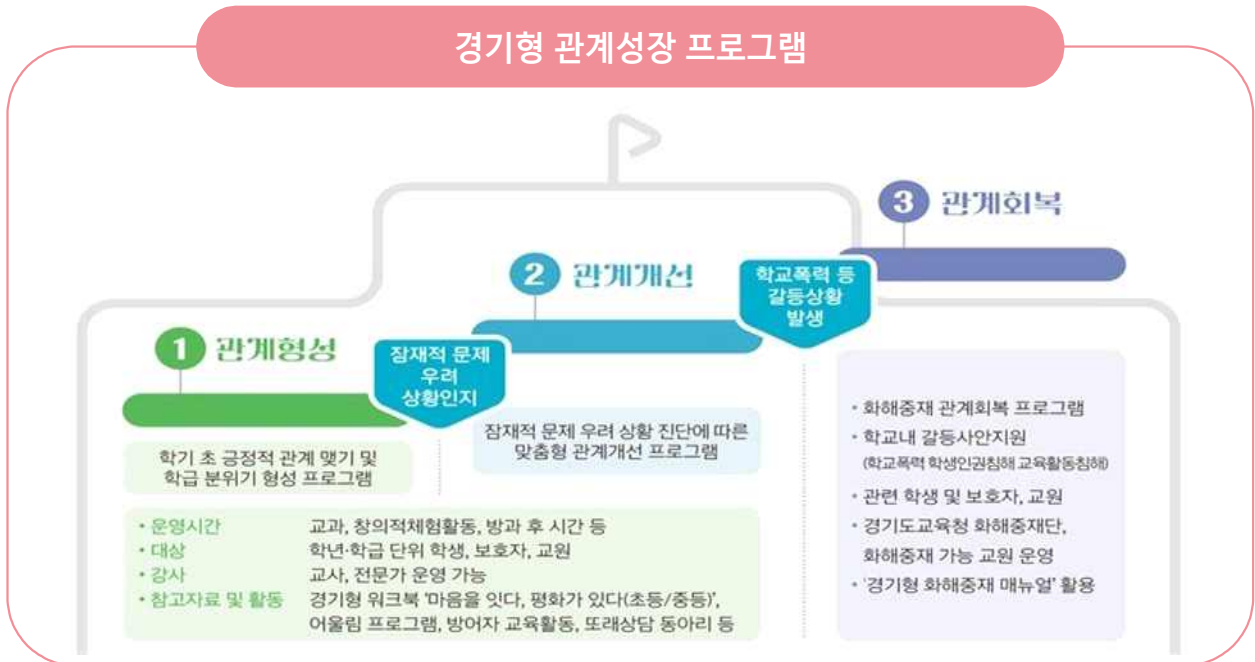 경기형 관계성장 프로그램
1 관계형성
잠재적 문제
우려
상황인지
학기 초 긍정적 관계 맺기 및
학급 분위기 형성 프로그램
2 관계개선
학교폭력 등
갈등상황
발생
잠재적 문제 우려 상황 진단에 따른
맞춤형 관계개선 프로그램
• 운영시간 교과, 창의적체험활동, 방과 후 시간 등
• 대상 학년·학급 단위 학생, 보호자, 교원
• 강사 교사, 전문가 운영 가능
• 참고자료 및 활동 경기형 워크북 '마음을 잇다, 평화가 있다(초등/중등)',
어울림 프로그램, 방어자 교육활동, 또래상담 동아리 등
3 관계회복
• 화해중재 관계회복 프로그램
• 학교내 갈등사안지원
(학교폭력 학생인권침해 교육활동침해)
• 관련 학생 및 보호자, 교원
• 경기도교육청 화해중재단,
화해중재 가능 교원 운영
• '경기형 화해중재 매뉴얼' 활용